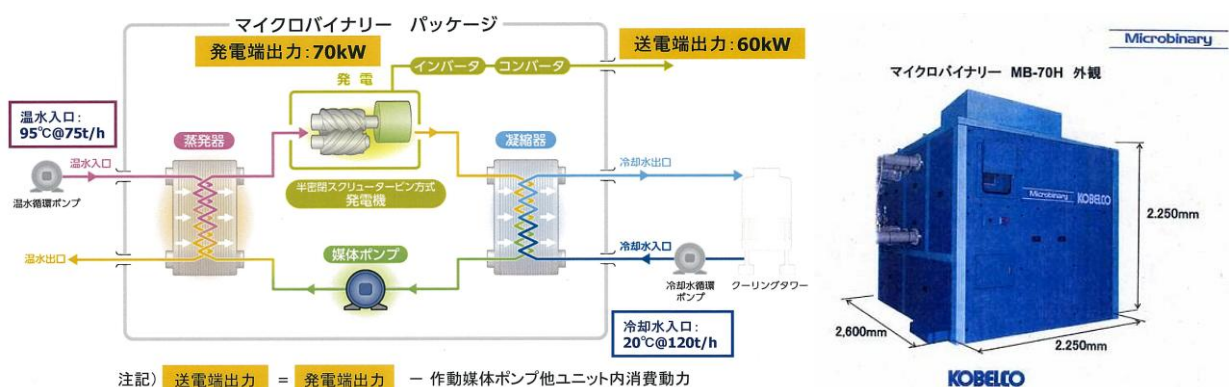 マイクロバイナリー パッケージ
発電端出力:70kW
送電端出力:60kW
インバータ
コンバータ
発 電
温水入口:
95℃@75t/h
蒸発器
凝縮器
温水入口
冷却水出口
半密閉スクリュータービン方式
発電機
温水循環ポンプ
媒体ポンプ
温水出口
冷却水入口
冷却水循環
ポンプ
クーリングタワー
冷却水入口:
20℃@120t/h
注記) 送電端出力 = 発電端出力 - 作動媒体ポンプ他ユニット内消費動力
Microbinary
マイクロバイナリー MB-70H 外観
Microbinary KOBELCO
2.250mm
2,600mm
2.250mm
KOBELCO